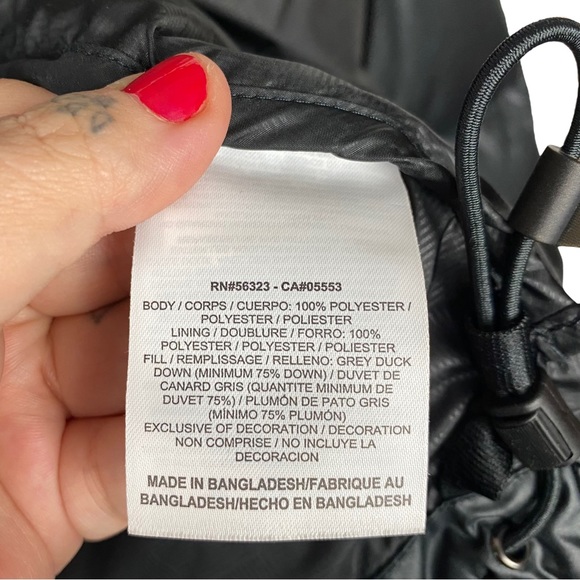 RN#56323 - CA#05553
BODY / CORPS / CUERPO: 100% POLYESTER /
POLYESTER / POLIESTER
LINING / DOUBLURE / FORRO: 100%
POLYESTER / POLYESTER / POLIESTER
FILL / REMPLISSAGE / RELLENO: GREY DUCK
DOWN (MINIMUM 75% DOWN) / DUVET DE
CANARD GRIS (QUANTITE MINIMUM DE
DUVET 75%) / PLUMÓN DE PATO GRIS
(MÍNIMO 75% PLUMÓN)
EXCLUSIVE OF DECORATION / DECORATION
NON COMPRISE / NO INCLUYE LA
DECORACION
MADE IN BANGLADESH/FABRIQUE AU
BANGLADESH/HECHO EN BANGLADESH